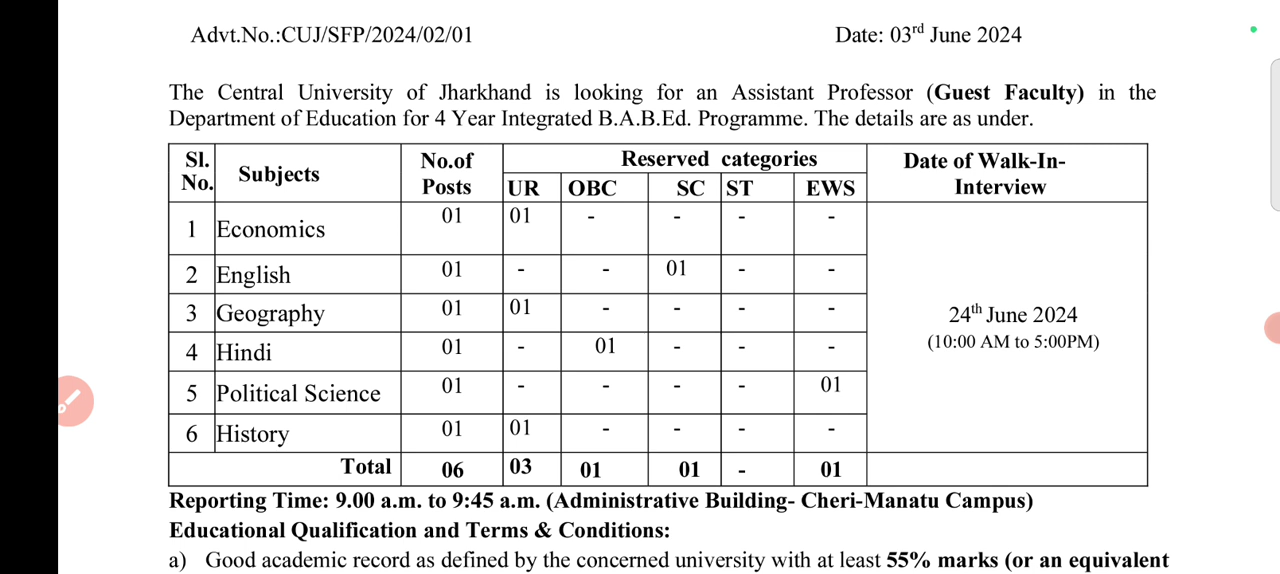 Advt.No.:CUJ/SFP/2024/02/01 Date: 03rd June 2024
The Central University of Jharkhand is looking for an Assistant Professor (Guest Faculty) in the
Department of Education for 4 Year Integrated B.A.B.Ed. Programme. The details are as under.
Sl. No. Subjects No.of Posts Reserved categories Date of Walk-In-Interview
UR OBC SC ST EWS
1 Economics 01 01 - - - -
2 English 01 - - 01 - -
3 Geography 01 01 - - - -
24th June 2024
4 Hindi 01 - 01 - - -
(10:00 AM to 5:00PM)
5 Political Science 01 - - - - 01
6 History 01 01 - - - -
Total 06 03 01 01 - 01
Reporting Time: 9.00 a.m. to 9:45 a.m. (Administrative Building- Cheri-Manatu Campus)
Educational Qualification and Terms & Conditions:
a) Good academic record as defined by the concerned university with at least 55% marks (or an equivalent